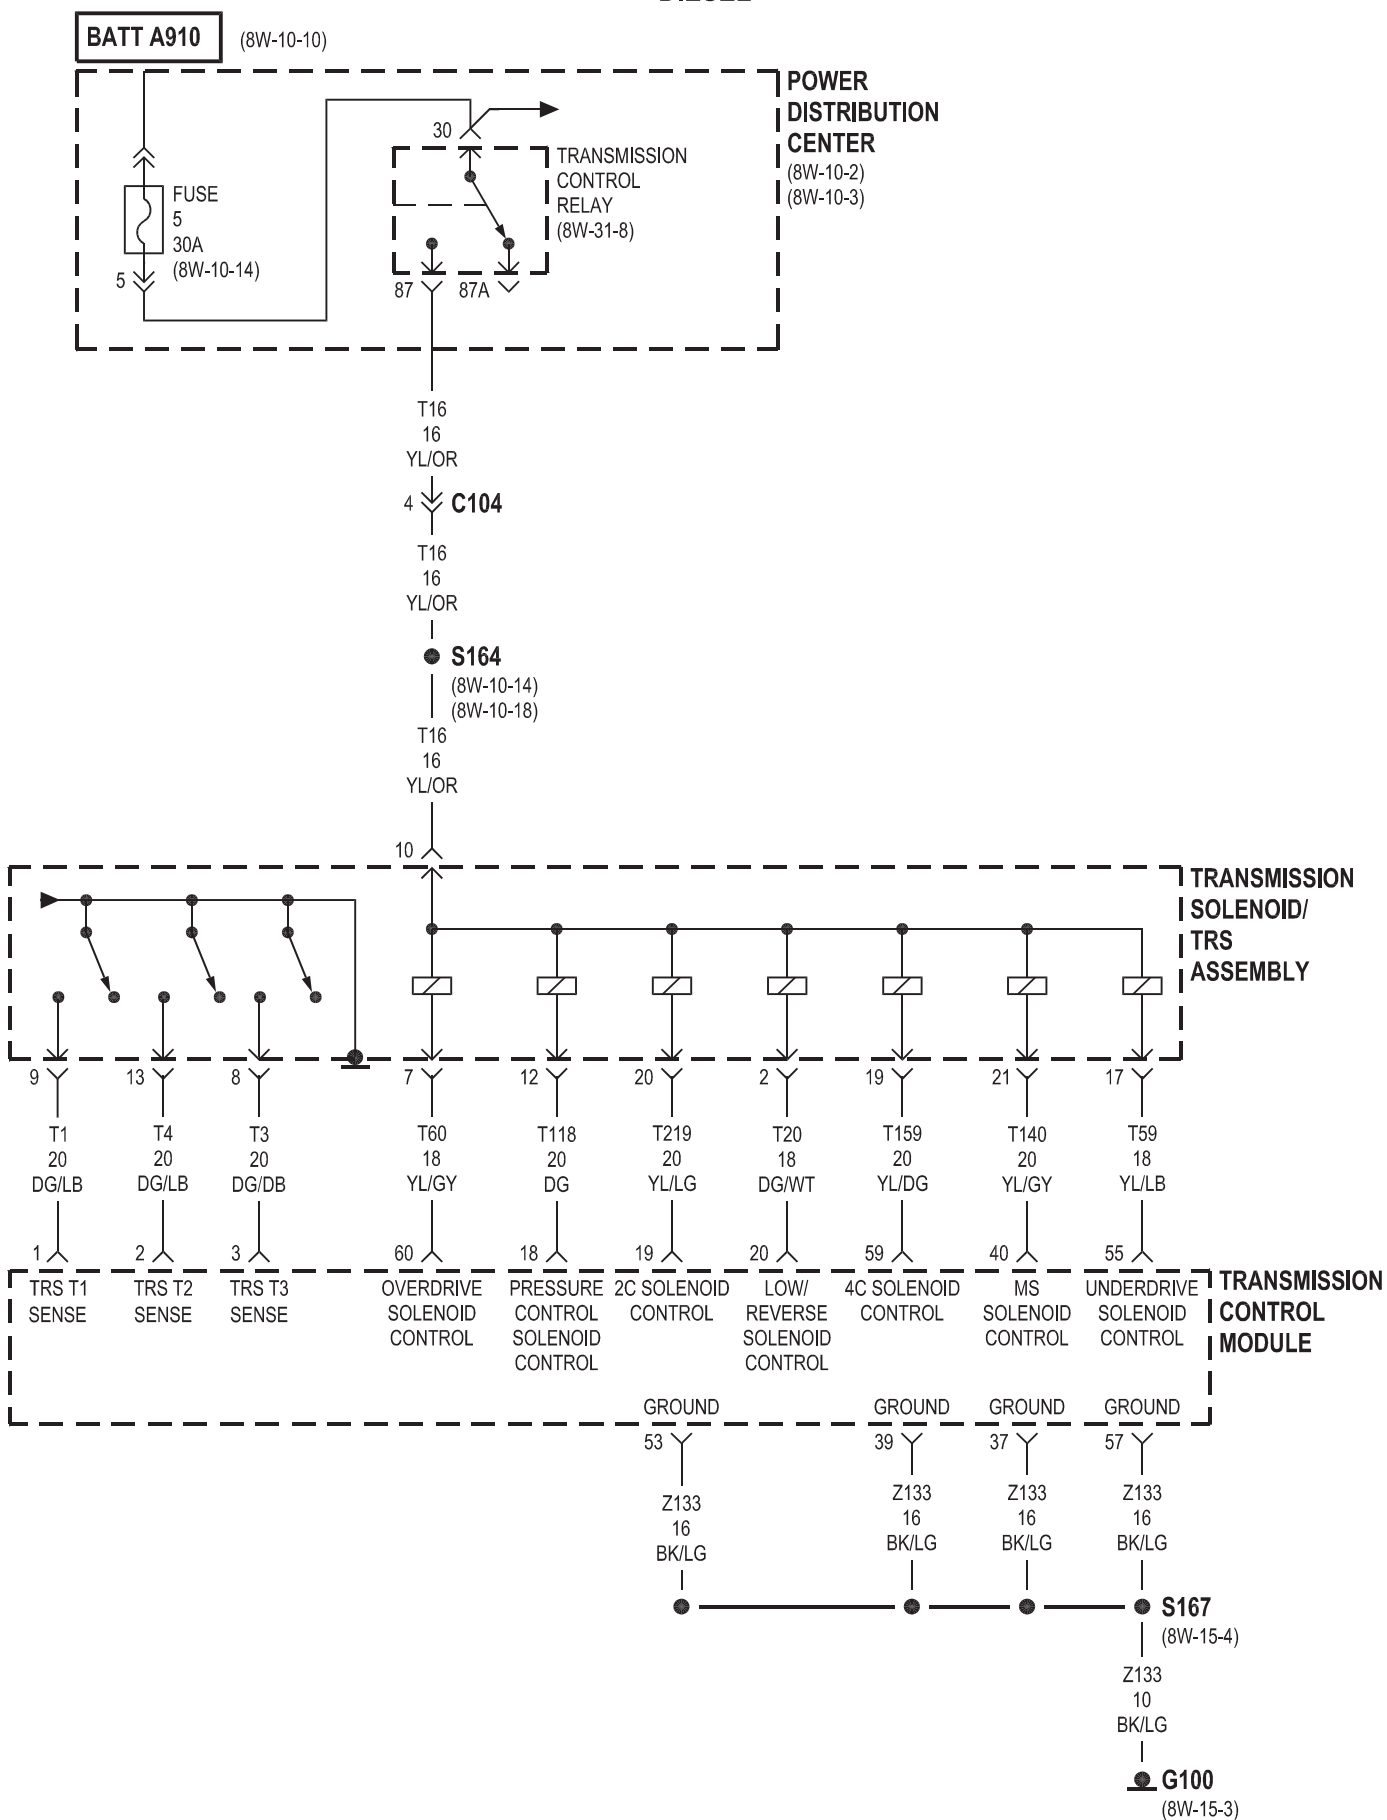 BATT A910 (8W-10-10)
POWER
DISTRIBUTION
CENTER
(8W-10-2)
(8W-10-3)
30
TRANSMISSION
CONTROL
RELAY
(8W-31-8)
FUSE
5
30A
(8W-10-14)
5
87 87A
T16
16
YL/OR
4 C104
T16
16
YL/OR
S164
(8W-10-14)
(8W-10-18)
T16
16
YL/OR
10
TRANSMISSION
SOLENOID/
TRS
ASSEMBLY
9 13 8 7 12 20 2 19 21 17
T1 T4 T3 T60 T118 T219 T20 T159 T140 T59
20 20 20 18 20 20 18 20 20 18
DG/LB DG/LB DG/DB YL/GY DG YL/LG DG/WT YL/DG YL/GY YL/LB
1 2 3 60 18 19 20 59 40 55
TRS T1 TRS T2 TRS T3 OVERDRIVE PRESSURE 2C SOLENOID LOW/ 4C SOLENOID MS UNDERDRIVE
SENSE SENSE SENSE SOLENOID CONTROL CONTROL REVERSE CONTROL SOLENOID SOLENOID
CONTROL SOLENOID SOLENOID CONTROL CONTROL
CONTROL CONTROL
TRANSMISSION
CONTROL
MODULE
GROUND GROUND GROUND GROUND
53 39 37 57
Z133 Z133 Z133 Z133
16 16 16 16
BK/LG BK/LG BK/LG BK/LG
S167
(8W-15-4)
Z133
10
BK/LG
G100
(8W-15-3)